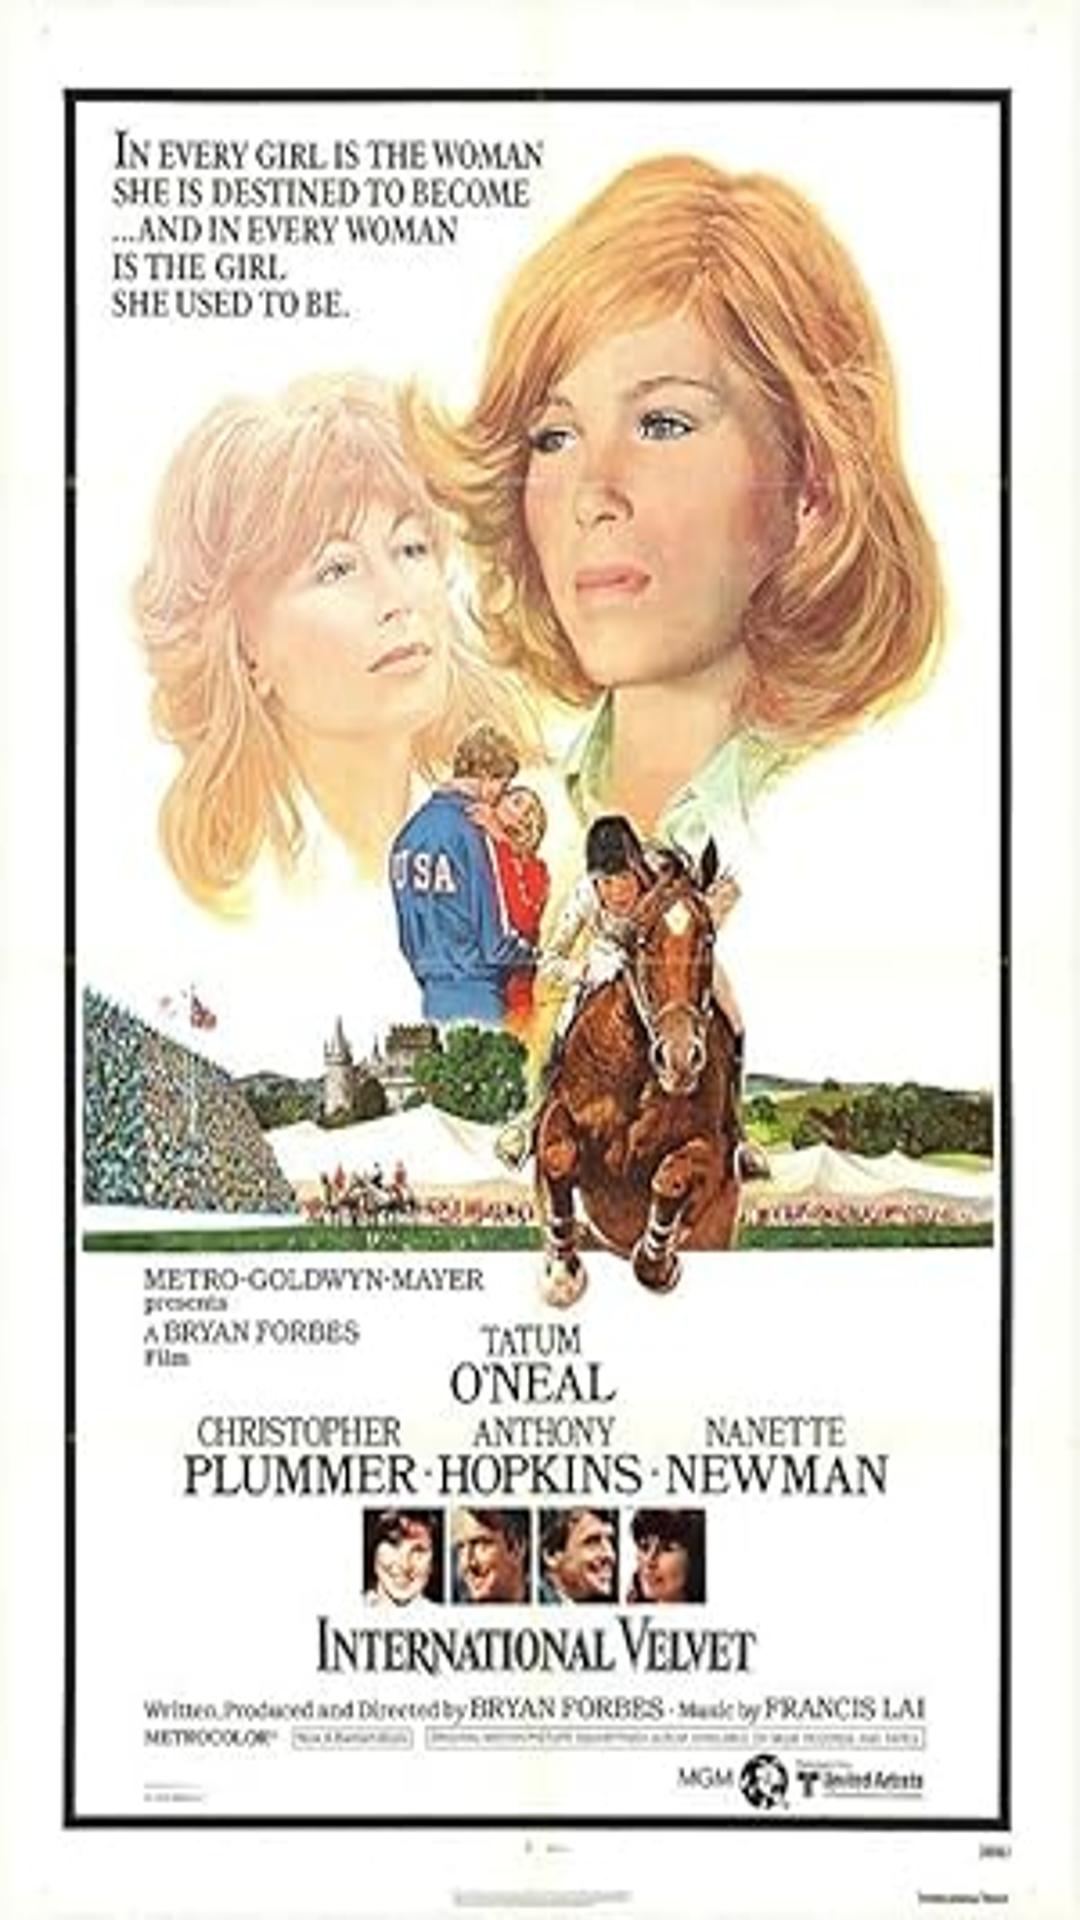 IN EVERY GIRL IS THE WOMAN
SHE IS DESTINED TO BECOME
...AND IN EVERY WOMAN
IS THE GIRL
SHE USED TO BE.
USA
METRO-GOLDWYN-MAYER
presents
A BRYAN FORBES
Film
TATUM
O'NEAL
CHRISTOPHER ANTHONY NANETTE
PLUMMER · HOPKINS · NEWMAN
INTERNATIONAL VELVET
Written, Produced and Directed by BRYAN FORBES · Music by FRANCIS LAI
METROCOLOR®
MGM United Artists